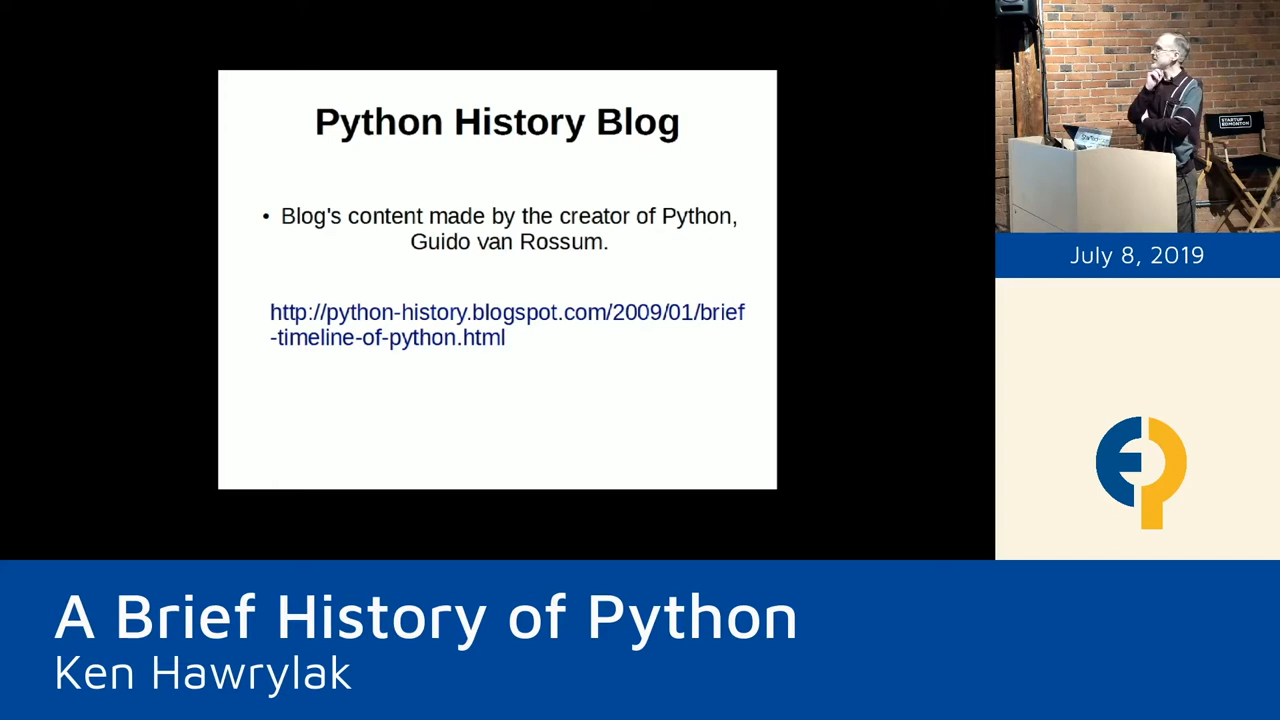 Python History Blog
• Blog's content made by the creator of Python,
Guido van Rossum.
http://python-history.blogspot.com/2009/01/brief
-timeline-of-python.html
STARTUP
EDMONTON
July 8, 2019
EP
A Brief History of Python
Ken Hawrylak